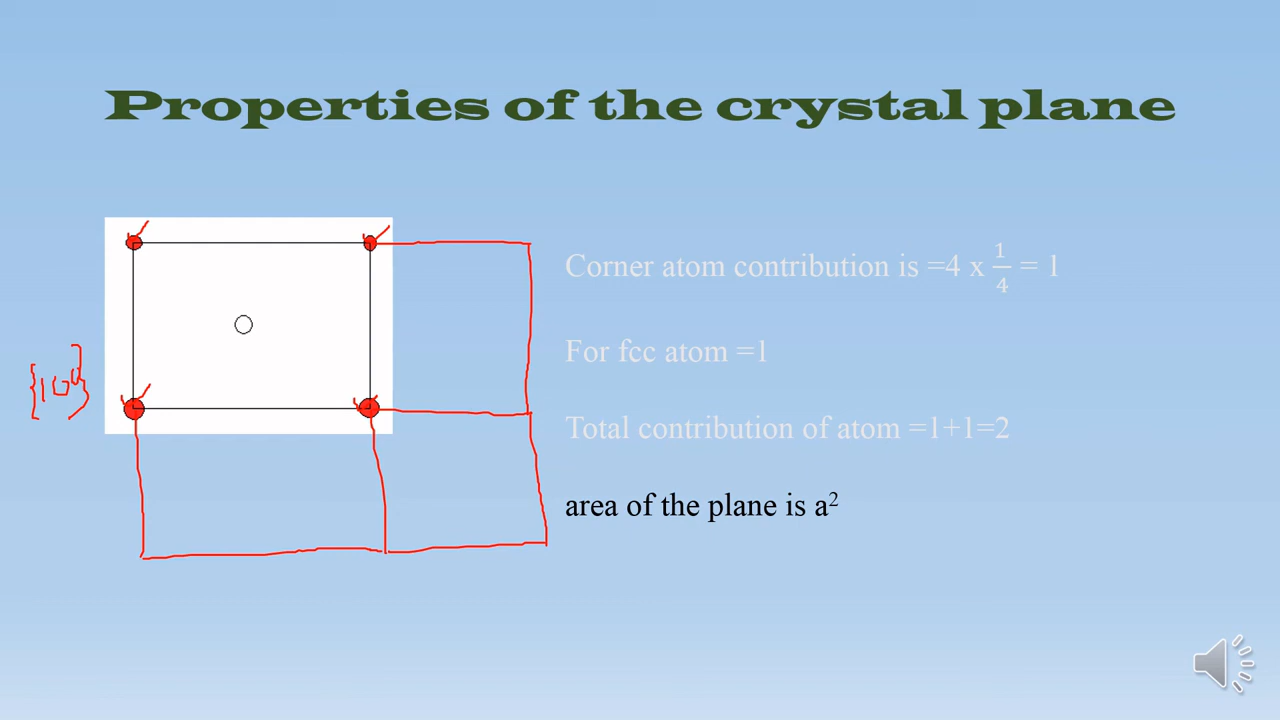 Properties of the crystal plane
Corner atom contribution is =4 x 1/4 = 1
For fcc atom =1
{100}
Total contribution of atom =1+1=2
area of the plane is a²